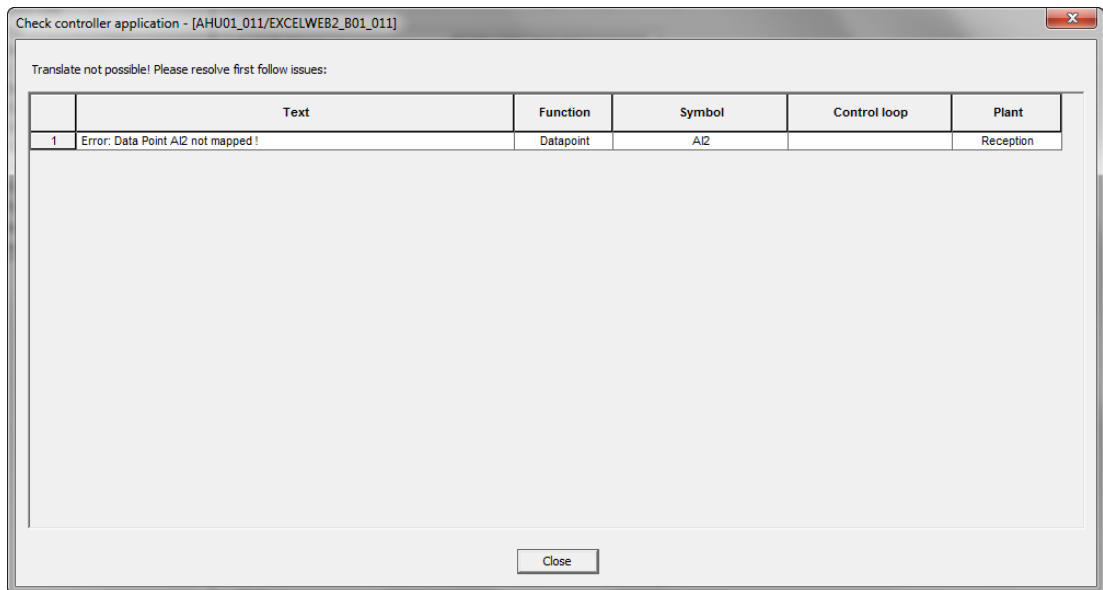 Check controller application - [AHU01_011/EXCELWEB2_B01_011]
Translate not possible! Please resolve first follow issues:
Text Function Symbol Control loop Plant
1 Error: Data Point AI2 not mapped ! Datapoint AI2 Reception
Close